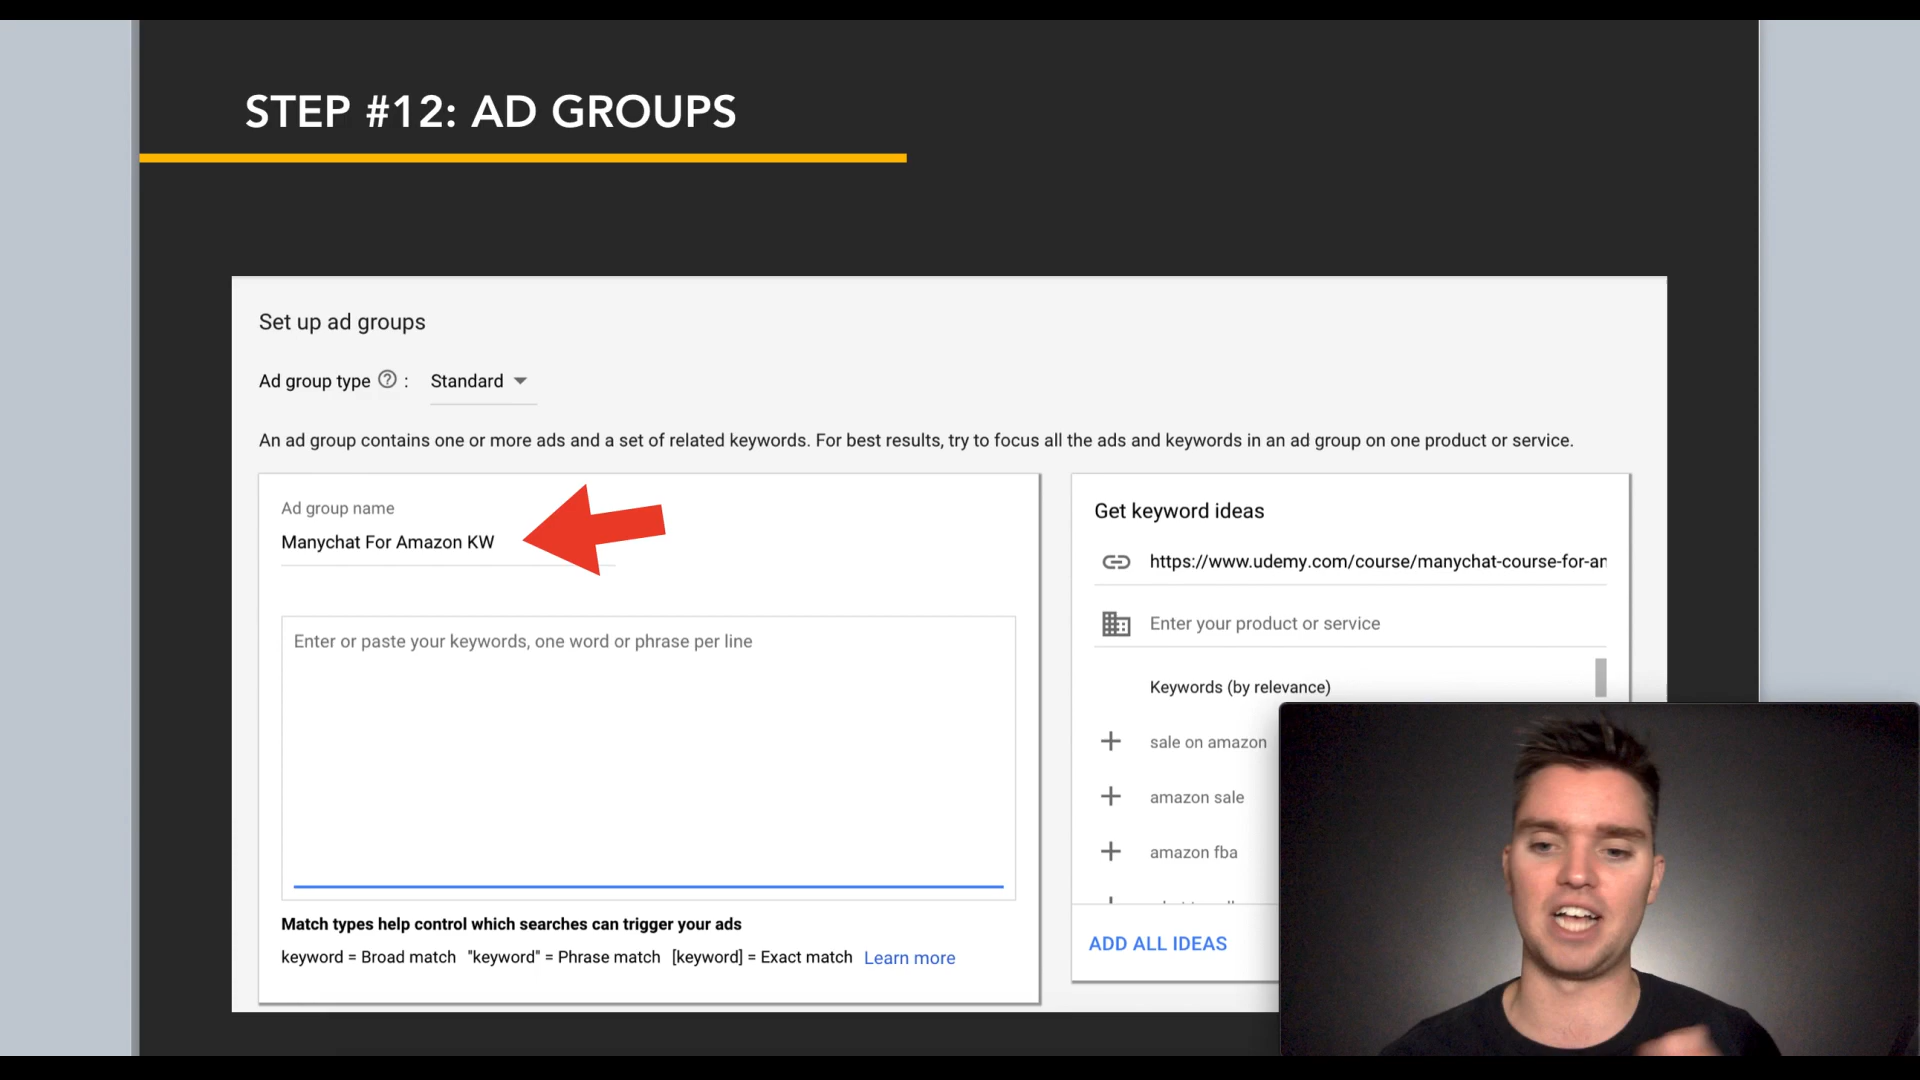 STEP #12: AD GROUPS
Set up ad groups
Ad group type ? : Standard
An ad group contains one or more ads and a set of related keywords. For best results, try to focus all the ads and keywords in an ad group on one product or service.
Ad group name
Manychat For Amazon KW
Enter or paste your keywords, one word or phrase per line
Match types help control which searches can trigger your ads
keyword = Broad match "keyword" = Phrase match [keyword] = Exact match Learn more
Get keyword ideas
https://www.udemy.com/course/manychat-course-for-an
Enter your product or service
Keywords (by relevance)
sale on amazon
amazon sale
amazon fba
ADD ALL IDEAS